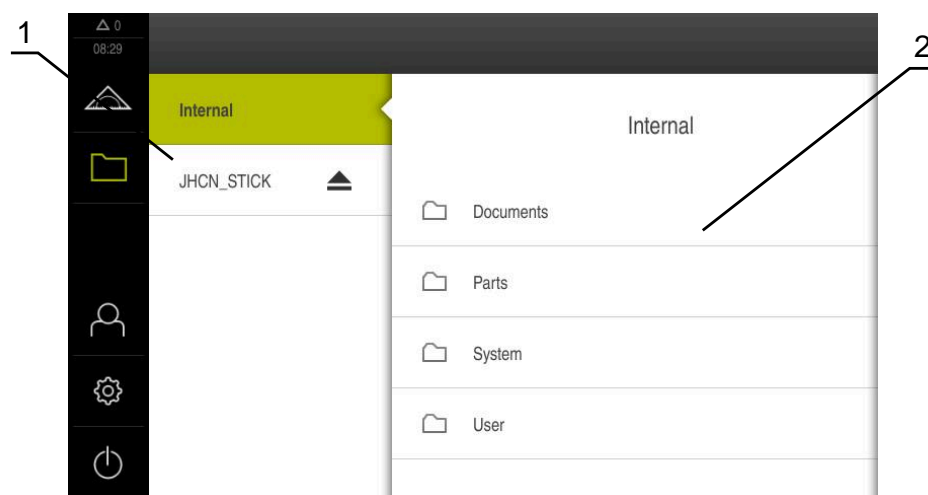 1
2
0
08:29
Internal
JHCN_STICK
Internal
Documents
Parts
System
User